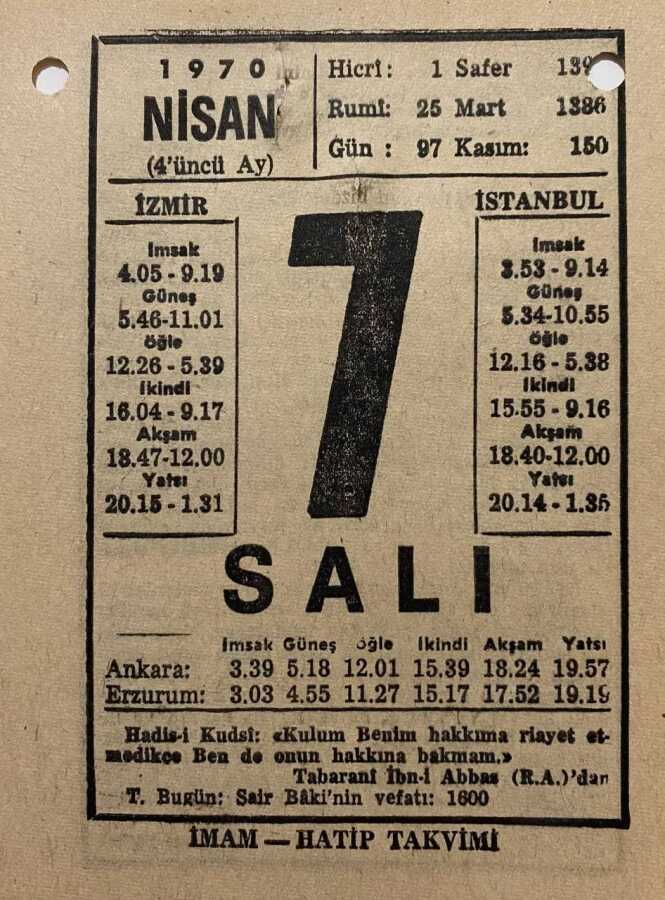 1970
NİSAN
(4'üncü Ay)
Hicrî: 1 Safer
Rumî: 25 Mart 1386
Gün : 97 Kasım: 150
İZMİR
İmsak
4.05 - 9.19
Güneş
5.46-11.01
öğle
12.26 - 5.39
İkindi
16.04 - 9.17
Akşam
18.47-12.00
Yatsı
20.15 - 1.31
7
İSTANBUL
İmsak
3.53 - 9.14
Güneş
5.34-10.55
öğle
12.16 - 5.38
İkindi
15.55 - 9.16
Akşam
18.40-12.00
Yatsı
20.14 - 1.35
SALI
İmsak Güneş öğle İkindi Akşam Yatsı
Ankara: 3.39 5.18 12.01 15.39 18.24 19.57
Erzurum: 3.03 4.55 11.27 15.17 17.52 19.19
Hadis-i Kudsî: «Kulum Benim hakkıma riayet et-
medikçe Ben de onun hakkına bakmam.»
Tabaranî İbn-i Abbas (R.A.)'dan
T. Bugün: Şair Bâki'nin vefatı: 1600
İMAM — HATİP TAKVİMİ